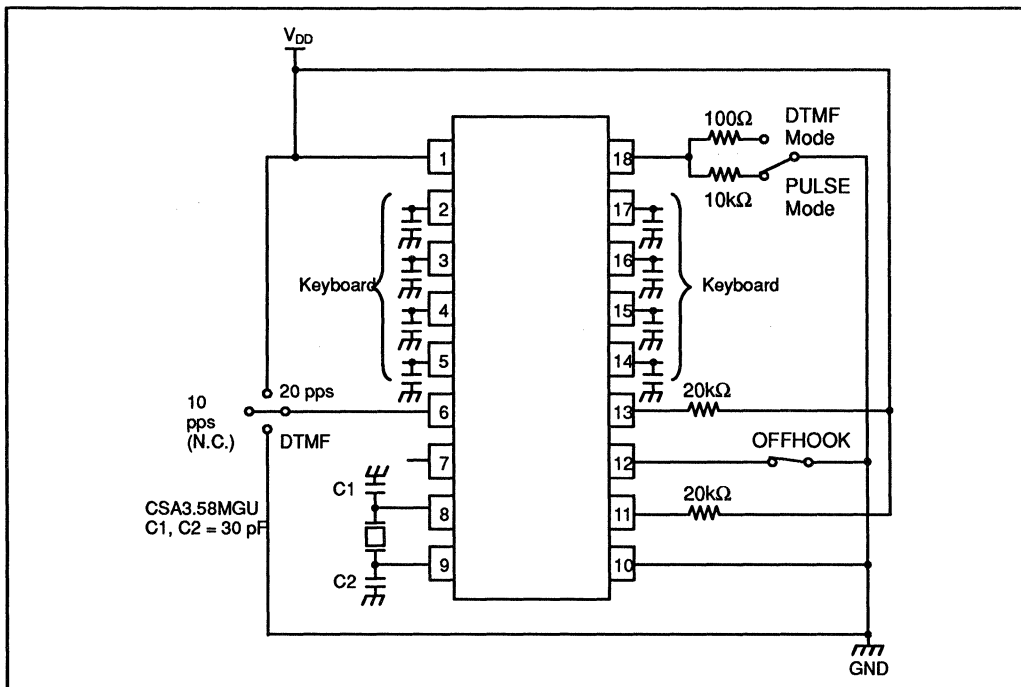 V_DD
100Ω
DTMF
Mode
10kΩ
PULSE
Mode
1
2
3
4
5
6
7
8
9
18
17
16
15
14
13
12
11
10
Keyboard
Keyboard
20 pps
10
pps
(N.C.)
DTMF
20kΩ
OFFHOOK
20kΩ
C1
CSA3.58MGU
C1, C2 = 30 pF
C2
GND